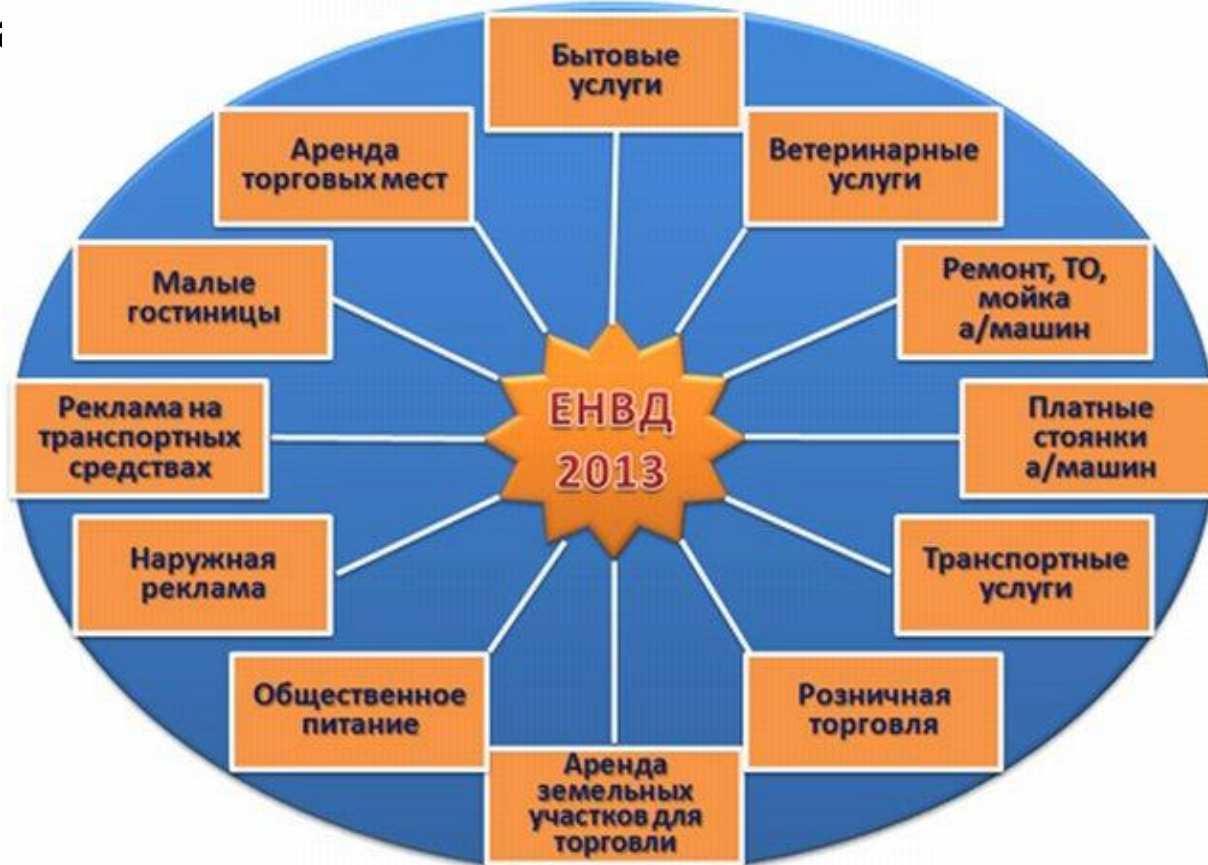 Бытовые
услуги
Ветеринарные
услуги
Ремонт, ТО,
мойка
а/машин
Платные
стоянки
а/машин
Транспортные
услуги
Розничная
торговля
Аренда
земельных
участков для
торговли
Общественное
питание
Наружная
реклама
Реклама на
транспортных
средствах
Малые
гостиницы
Аренда
торговых мест
ЕНВД
2013